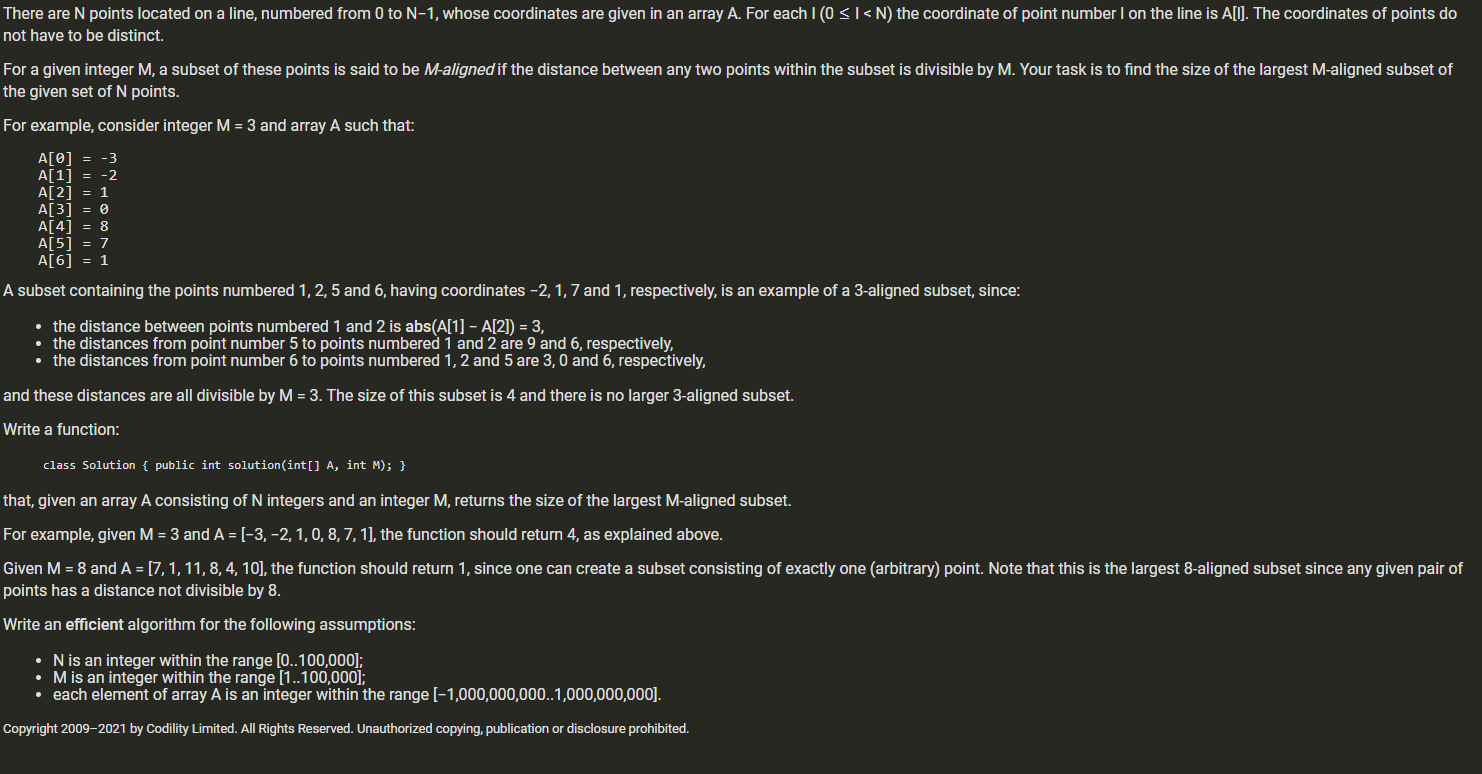 There are N points located on a line, numbered from 0 to N−1, whose coordinates are given in an array A. For each I (0 ≤ I < N) the coordinate of point number I on the line is A[I]. The coordinates of points do
not have to be distinct.
For a given integer M, a subset of these points is said to be M-aligned if the distance between any two points within the subset is divisible by M. Your task is to find the size of the largest M-aligned subset of
the given set of N points.
For example, consider integer M = 3 and array A such that:
A[0] = -3
A[1] = -2
A[2] = 1
A[3] = 0
A[4] = 8
A[5] = 7
A[6] = 1
A subset containing the points numbered 1, 2, 5 and 6, having coordinates −2, 1, 7 and 1, respectively, is an example of a 3-aligned subset, since:
• the distance between points numbered 1 and 2 is abs(A[1] − A[2]) = 3,
• the distances from point number 5 to points numbered 1 and 2 are 9 and 6, respectively,
• the distances from point number 6 to points numbered 1, 2 and 5 are 3, 0 and 6, respectively,
and these distances are all divisible by M = 3. The size of this subset is 4 and there is no larger 3-aligned subset.
Write a function:
class Solution { public int solution(int[] A, int M); }
that, given an array A consisting of N integers and an integer M, returns the size of the largest M-aligned subset.
For example, given M = 3 and A = [−3, −2, 1, 0, 8, 7, 1], the function should return 4, as explained above.
Given M = 8 and A = [7, 1, 11, 8, 4, 10], the function should return 1, since one can create a subset consisting of exactly one (arbitrary) point. Note that this is the largest 8-aligned subset since any given pair of
points has a distance not divisible by 8.
Write an efficient algorithm for the following assumptions:
• N is an integer within the range [0..100,000];
• M is an integer within the range [1..100,000];
• each element of array A is an integer within the range [−1,000,000,000..1,000,000,000].
Copyright 2009–2021 by Codility Limited. All Rights Reserved. Unauthorized copying, publication or disclosure prohibited.